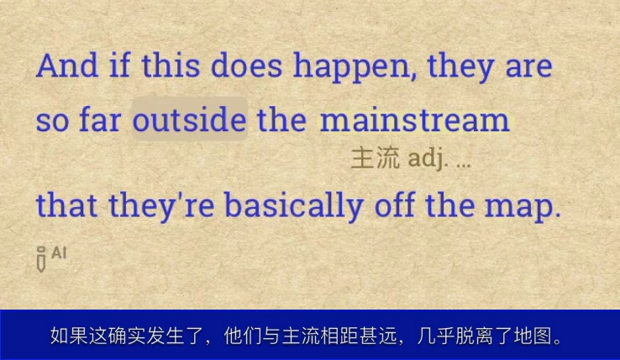 And if this does happen, they are
so far outside the mainstream
主流 adj. ...
that they're basically off the map.
AI
如果这确实发生了，他们与主流相距甚远，几乎脱离了地图。